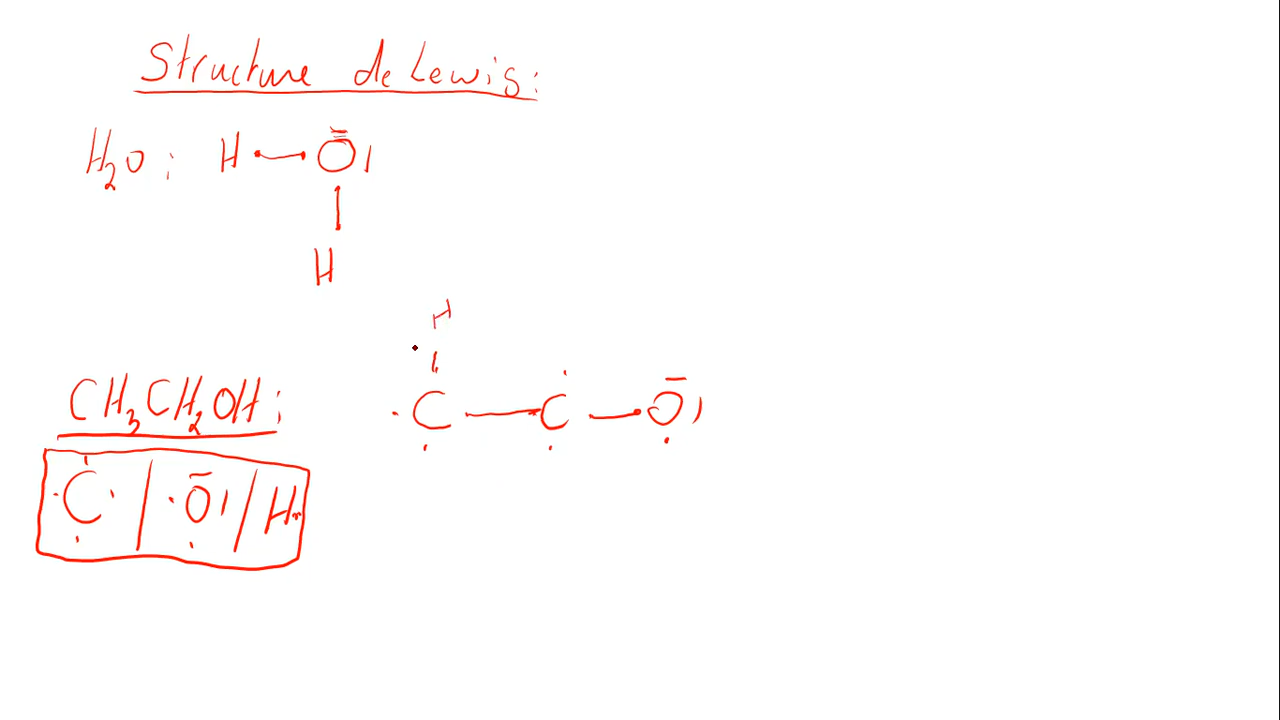 Structure de Lewis:
H₂O : H — O |
H
H
CH₃CH₂OH :
C — C — O |
C | O | / H